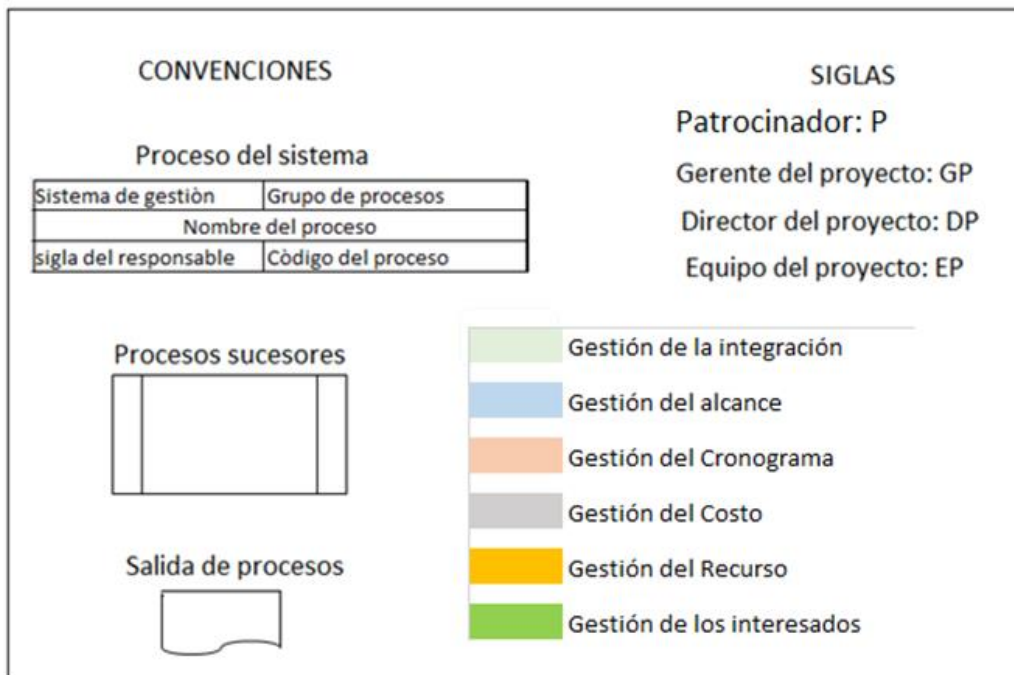 CONVENCIONES
SIGLAS
Patrocinador: P
Gerente del proyecto: GP
Director del proyecto: DP
Equipo del proyecto: EP
Proceso del sistema
Sistema de gestiòn
Grupo de procesos
Nombre del proceso
sigla del responsable
Còdigo del proceso
Procesos sucesores
Salida de procesos
Gestión de la integración
Gestión del alcance
Gestión del Cronograma
Gestión del Costo
Gestión del Recurso
Gestión de los interesados